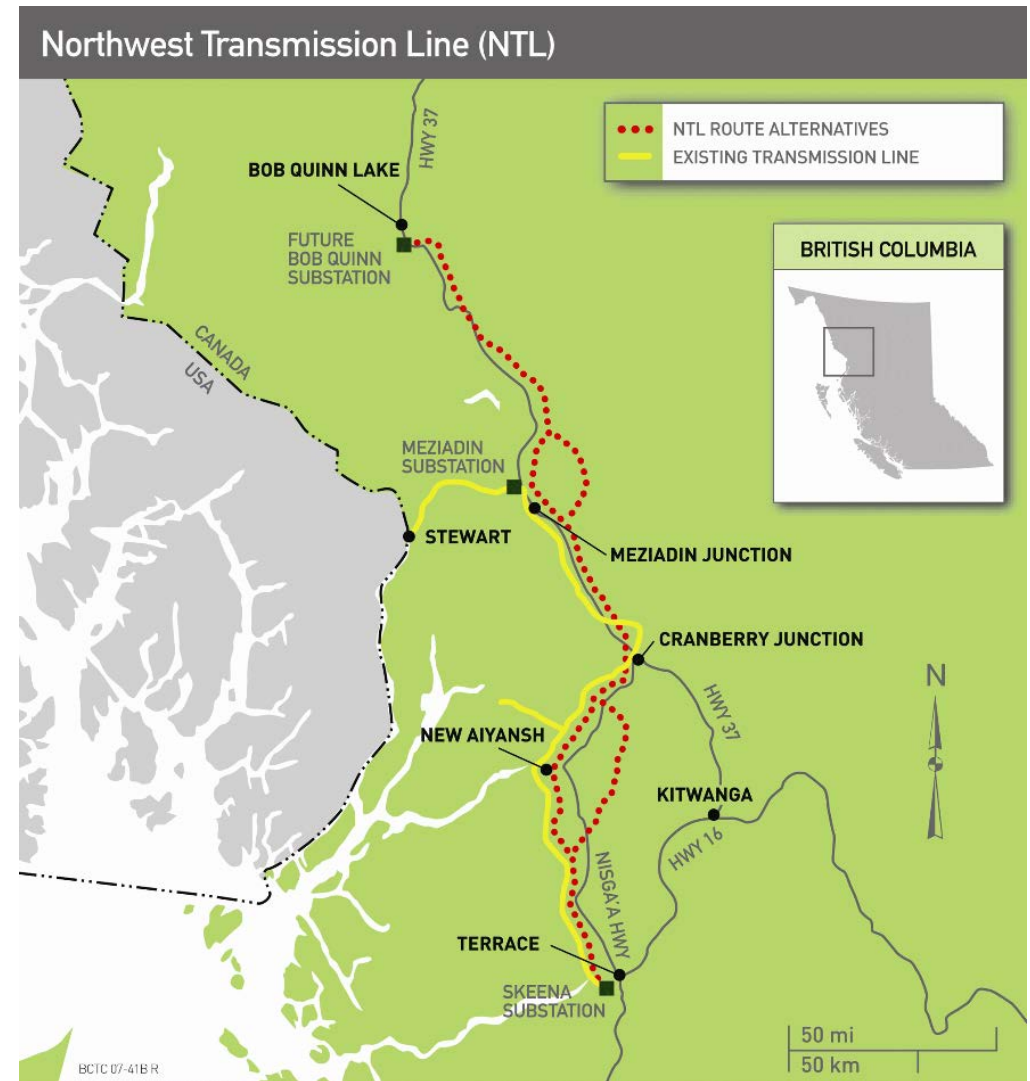 Northwest Transmission Line (NTL)
NTL ROUTE ALTERNATIVES
EXISTING TRANSMISSION LINE
HWY 37
BOB QUINN LAKE
FUTURE
BOB QUINN
SUBSTATION
BRITISH COLUMBIA
CANADA
USA
MEZIADIN
SUBSTATION
STEWART
MEZIADIN JUNCTION
CRANBERRY JUNCTION
N
HWY 37
NEW AIYANSH
KITWANGA
HWY 16
NISGA'A HWY
TERRACE
SKEENA
SUBSTATION
50 mi
50 km
BCTC 07-41B R